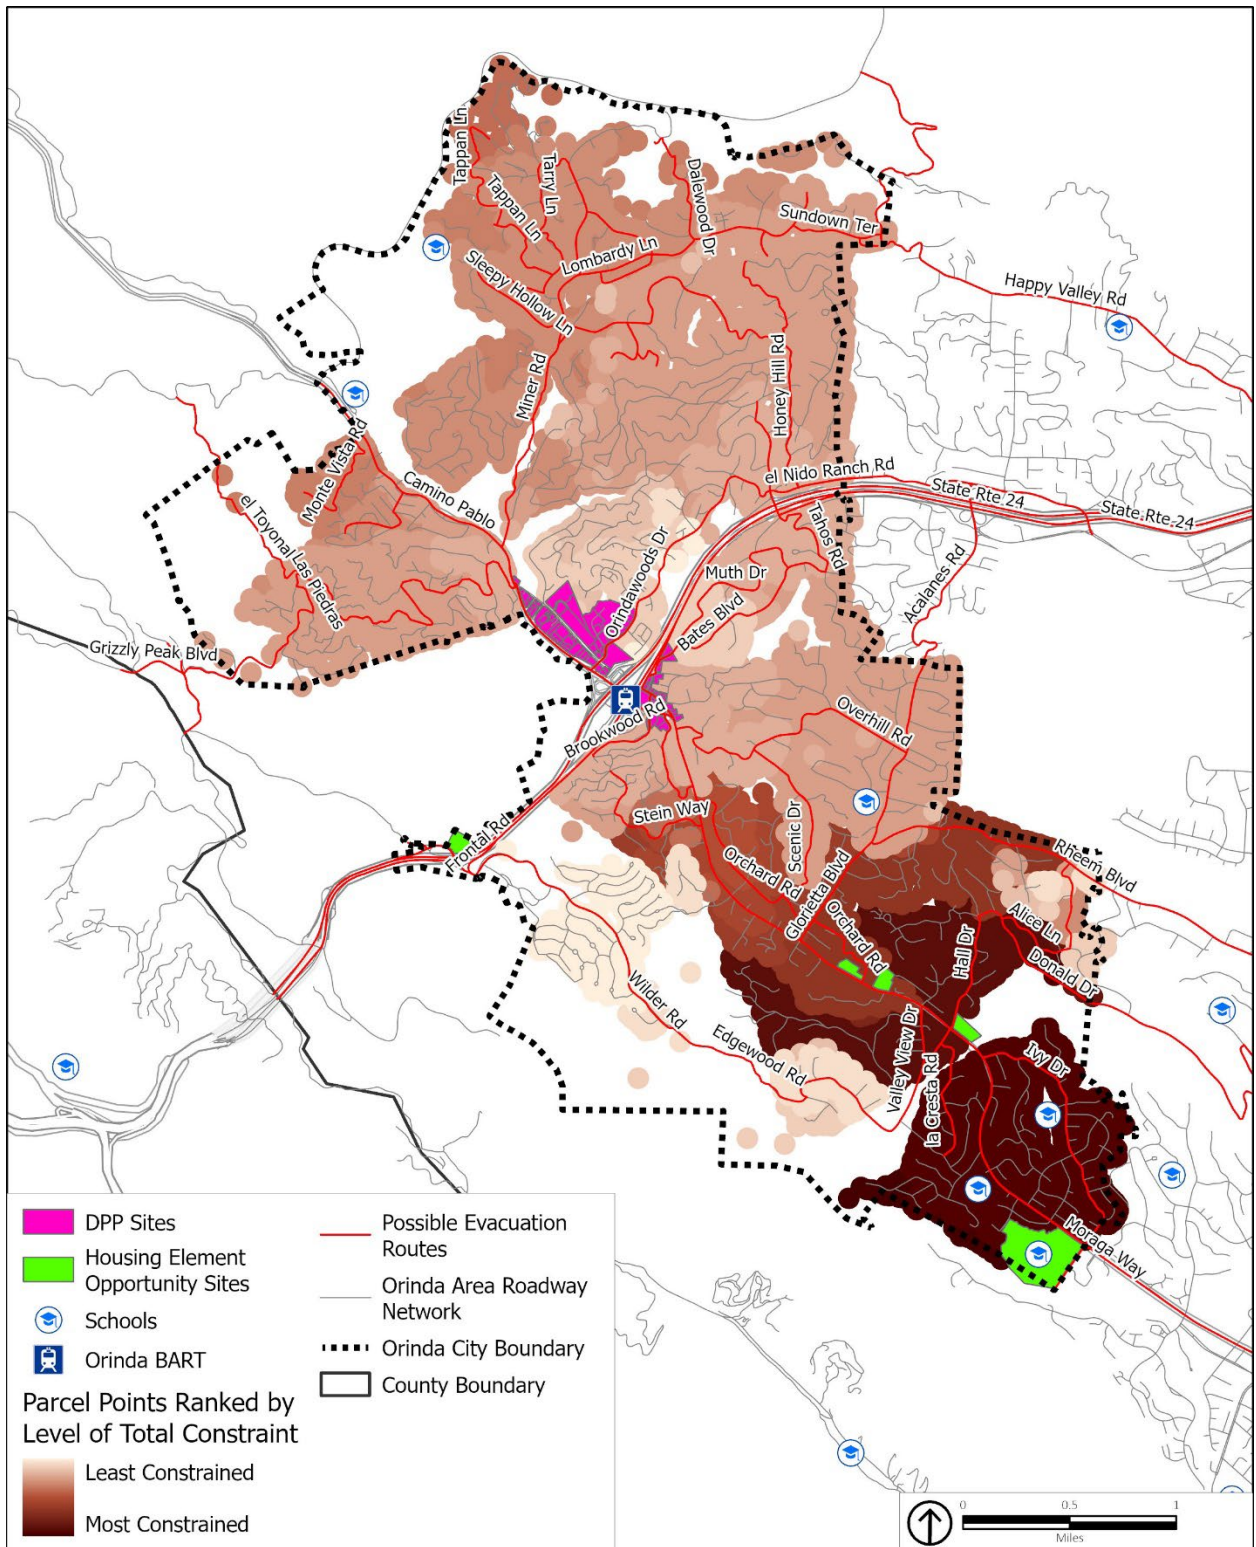 Tappan Ln
Tarry Ln
Dalewood Dr
Tappan Ln
Sundown Ter
Lombardy Ln
Sleepy Hollow Ln
Happy Valley Rd
Honey Hill Rd
Miner Rd
Monte Vista Rd
Camino Pablo
el Nido Ranch Rd
State Rte 24
State Rte 24
el Toyonal
Las Piedras
Orindawoods Dr
Tahos Rd
Muth Dr
Bates Blvd
Acalanes Rd
Grizzly Peak Blvd
Overhill Rd
Brookwood Rd
Stein Way
Scenic Dr
Frontal Rd
Rheem Blvd
Orchard Rd
Glorietta Blvd
Orchard Rd
Alice Ln
Hall Dr
Donald Dr
Wilder Rd
Edgewood Rd
Valley View Dr
la Cresta Rd
Ivy Dr
Moraga Way
DPP Sites
Housing Element
Opportunity Sites
Schools
Orinda BART
Parcel Points Ranked by
Level of Total Constraint
Least Constrained
Most Constrained
Possible Evacuation
Routes
Orinda Area Roadway
Network
Orinda City Boundary
County Boundary
0 0.5 1
Miles